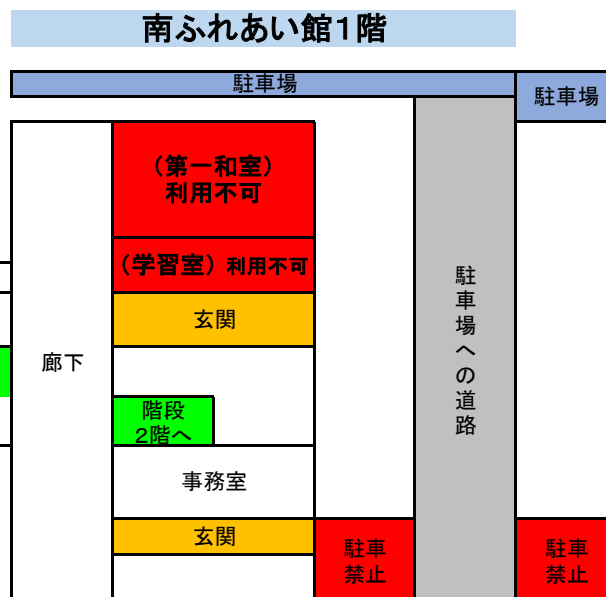 南ふれあい館1階
駐車場
駐車場
（第一和室）
利用不可
（学習室）利用不可
玄関
廊下
階段
2階へ
事務室
玄関
駐車場への道路
駐車
禁止
駐車
禁止